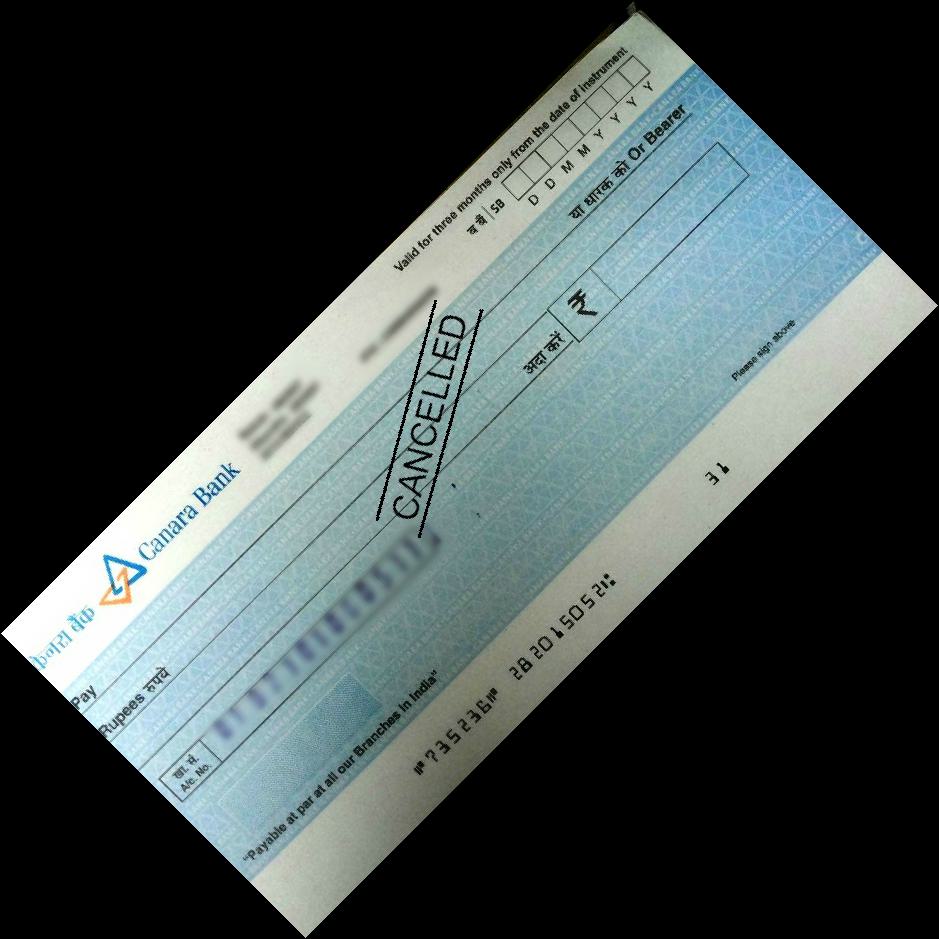 केनरा बैंक Canara Bank
Valid for three months only from the date of instrument
ब बैं|SB
D D M M Y Y Y Y
Pay
या धारक को Or Bearer
Rupees रुपये
अदा करें ₹
CANCELLED
खा. सं.
A/c. No.
Please sign above
"Payable at par at all our Branches in India"
⑈735236⑈ 282015052⑆ 31